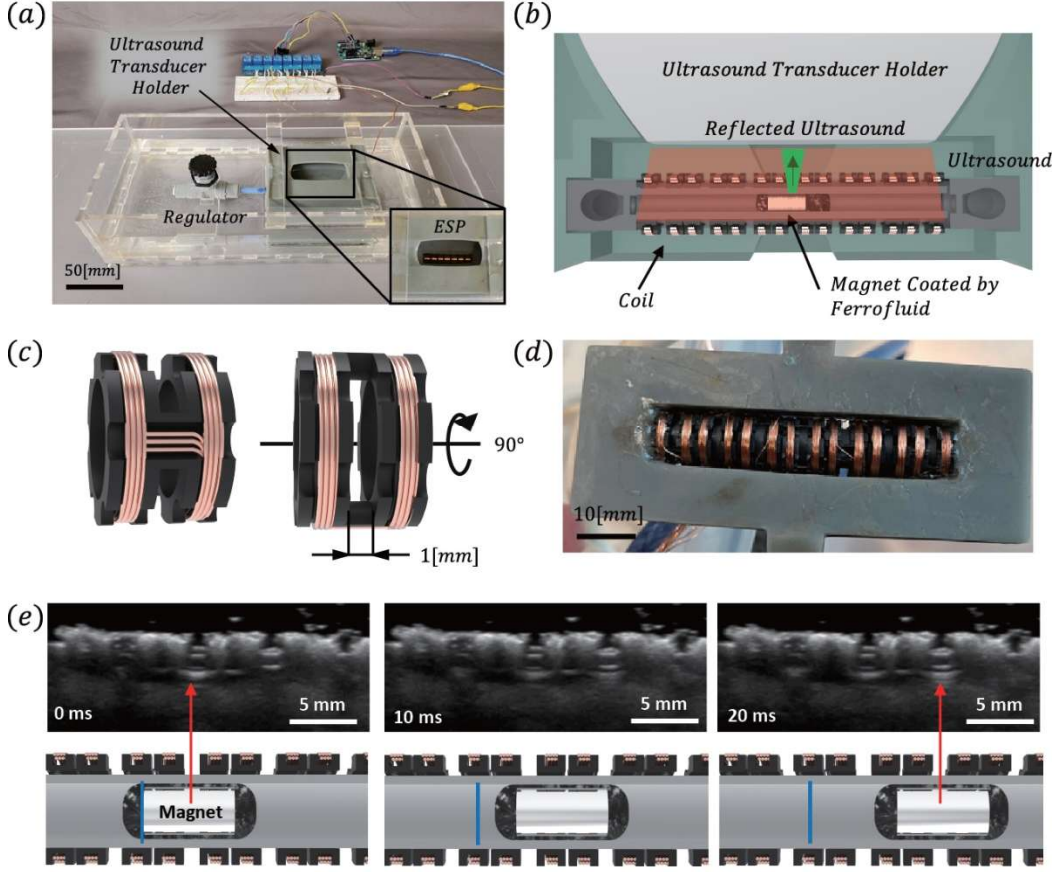 (a)
Ultrasound
Transducer
Holder
Regulator
ESP
50[mm]
(b)
Ultrasound Transducer Holder
Reflected Ultrasound
Ultrasound
Coil
Magnet Coated by
Ferrofluid
(c)
90°
1[mm]
(d)
10[mm]
(e)
0 ms
5 mm
10 ms
5 mm
20 ms
5 mm
Magnet